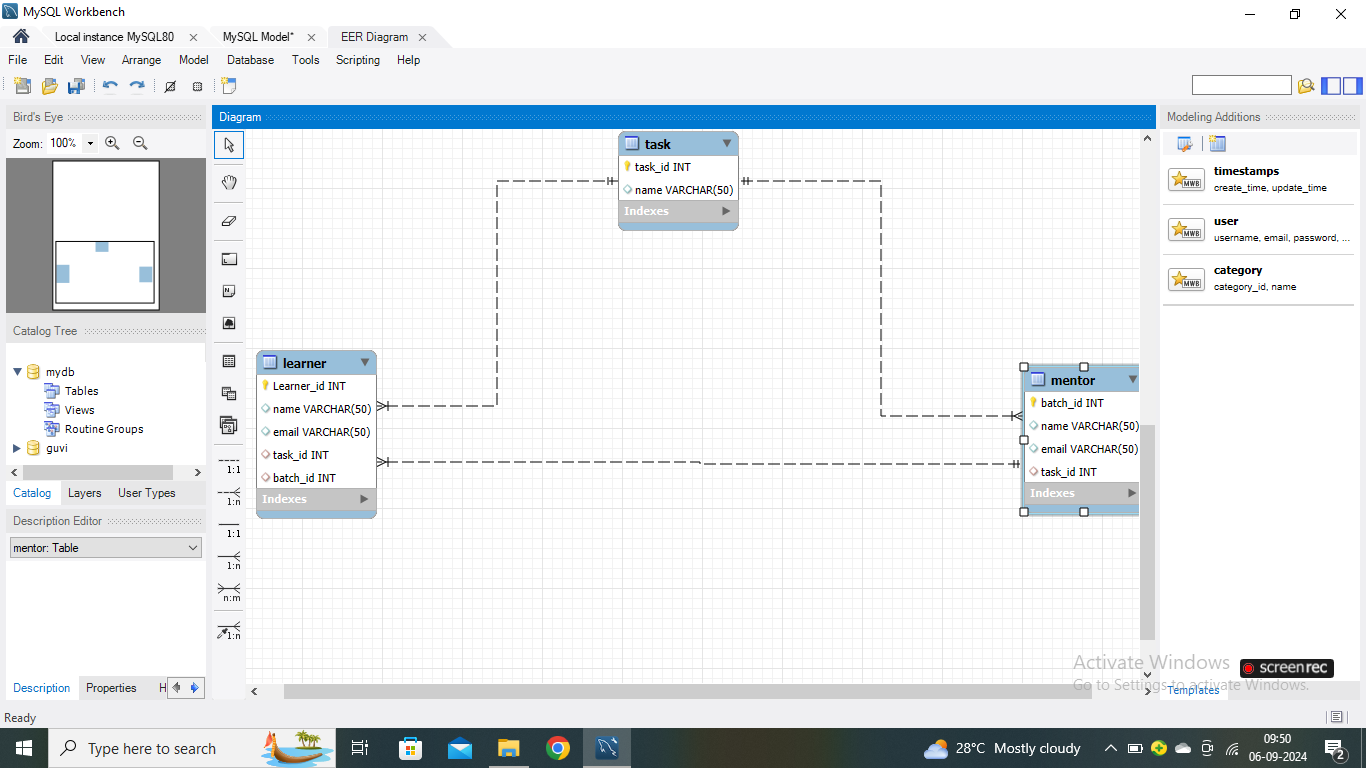 MySQL Workbench
Local instance MySQL80
MySQL Model*
EER Diagram
File Edit View Arrange Model Database Tools Scripting Help
Bird's Eye
Diagram
Modeling Additions
Zoom: 100%
timestamps
create_time, update_time
user
username, email, password, ...
category
category_id, name
MWB
MWB
MWB
Catalog Tree
mydb
Tables
Views
Routine Groups
guvi
Catalog Layers User Types
Description Editor
mentor: Table
Description Properties H
1:1
1:n
1:1
1:n
n:m
1:n
task
task_id INT
name VARCHAR(50)
Indexes
learner
Learner_id INT
name VARCHAR(50)
email VARCHAR(50)
task_id INT
batch_id INT
Indexes
mentor
batch_id INT
name VARCHAR(50)
email VARCHAR(50)
task_id INT
Indexes
Activate Windows
Go to Settings to activate Windows.
screenrec
Templates
Ready
Type here to search
28°C Mostly cloudy
09:50
06-09-2024
2